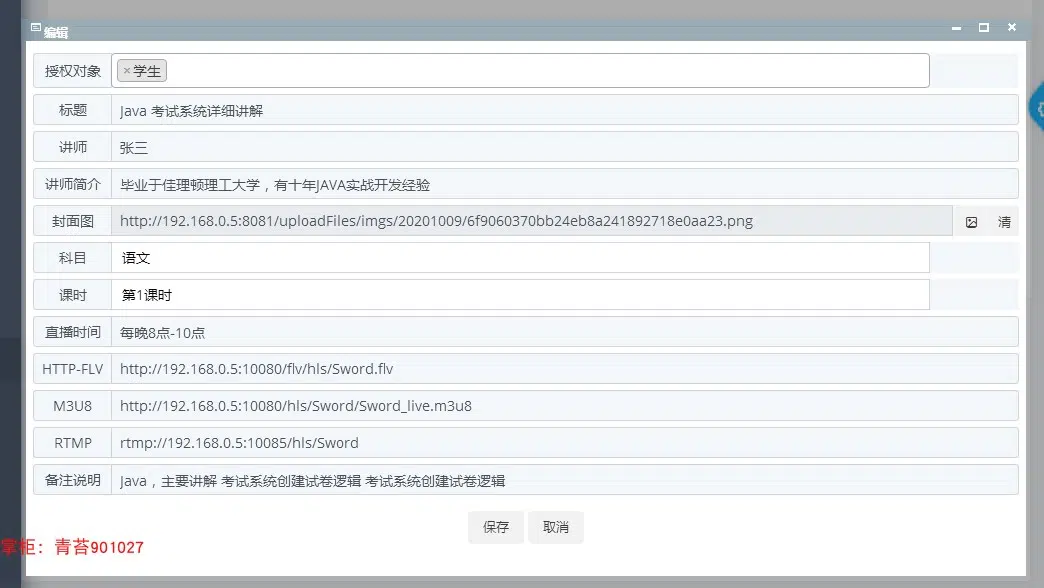 编辑
授权对象 ×学生
标题 Java 考试系统详细讲解
讲师 张三
讲师简介 毕业于佳理顿理工大学，有十年JAVA实战开发经验
封面图 http://192.168.0.5:8081/uploadFiles/imgs/20201009/6f9060370bb24eb8a241892718e0aa23.png 清
科目 语文
课时 第1课时
直播时间 每晚8点-10点
HTTP-FLV http://192.168.0.5:10080/flv/hls/Sword.flv
M3U8 http://192.168.0.5:10080/hls/Sword/Sword_live.m3u8
RTMP rtmp://192.168.0.5:10085/hls/Sword
备注说明 Java，主要讲解 考试系统创建试卷逻辑 考试系统创建试卷逻辑
保存 取消
掌柜：青苔901027